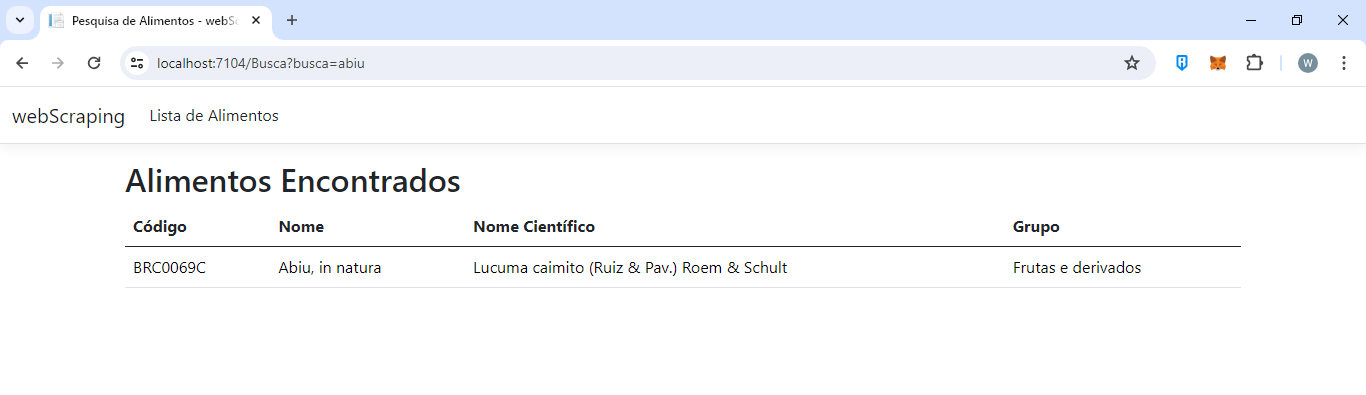 Pesquisa de Alimentos - webSc
localhost:7104/Busca?busca=abiu
W
webScraping Lista de Alimentos
Alimentos Encontrados
Código Nome Nome Científico Grupo
BRC0069C Abiu, in natura Lucuma caimito (Ruiz & Pav.) Roem & Schult Frutas e derivados